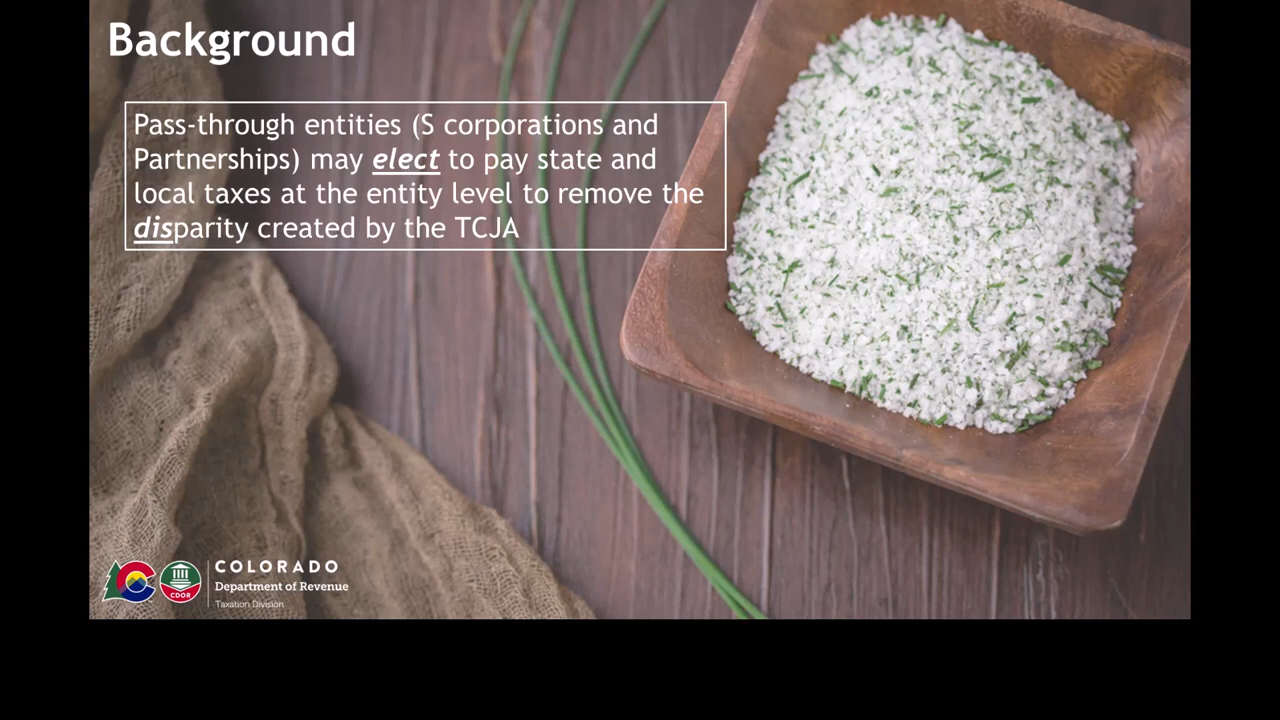 Background
Pass-through entities (S corporations and
Partnerships) may elect to pay state and
local taxes at the entity level to remove the
disparity created by the TCJA
COLORADO
Department of Revenue
Taxation Division
CDOR